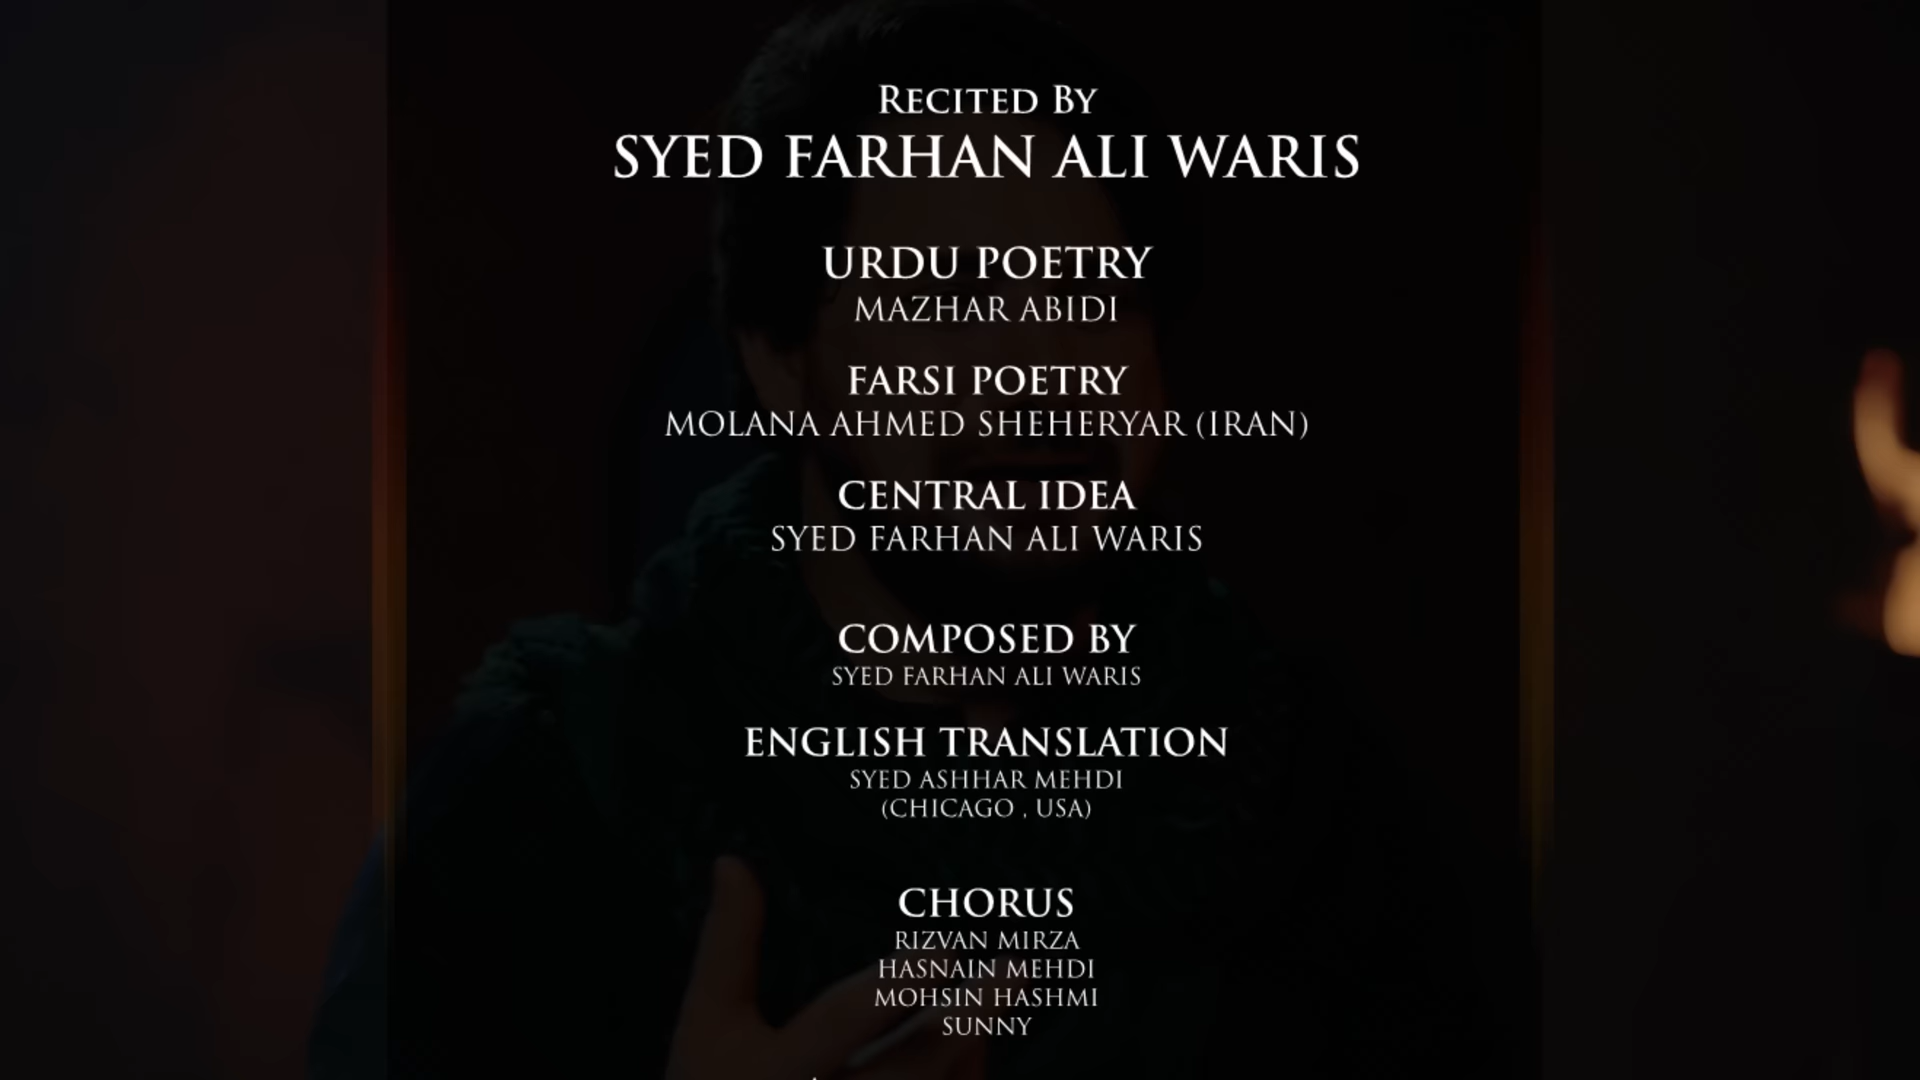 Recited By
SYED FARHAN ALI WARIS
URDU POETRY
MAZHAR ABIDI
FARSI POETRY
MOLANA AHMED SHEHERYAR (IRAN)
CENTRAL IDEA
SYED FARHAN ALI WARIS
COMPOSED BY
SYED FARHAN ALI WARIS
ENGLISH TRANSLATION
SYED ASHHAR MEHDI
(CHICAGO , USA)
CHORUS
RIZVAN MIRZA
HASNAIN MEHDI
MOHSIN HASHMI
SUNNY